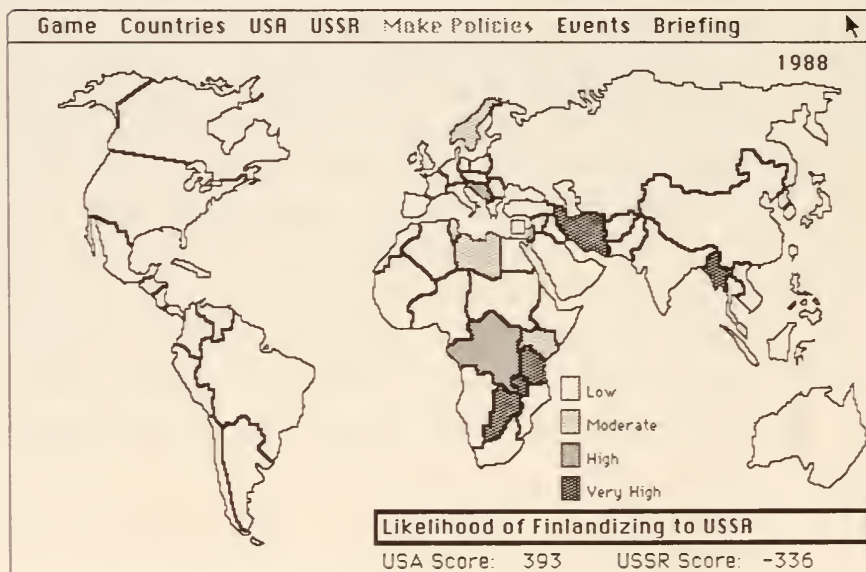 Game Countries USA USSR Make Policies Events Briefing
1988
Low
Moderate
High
Very High
Likelihood of Finlandizing to USSR
USA Score: 393 USSR Score: -336